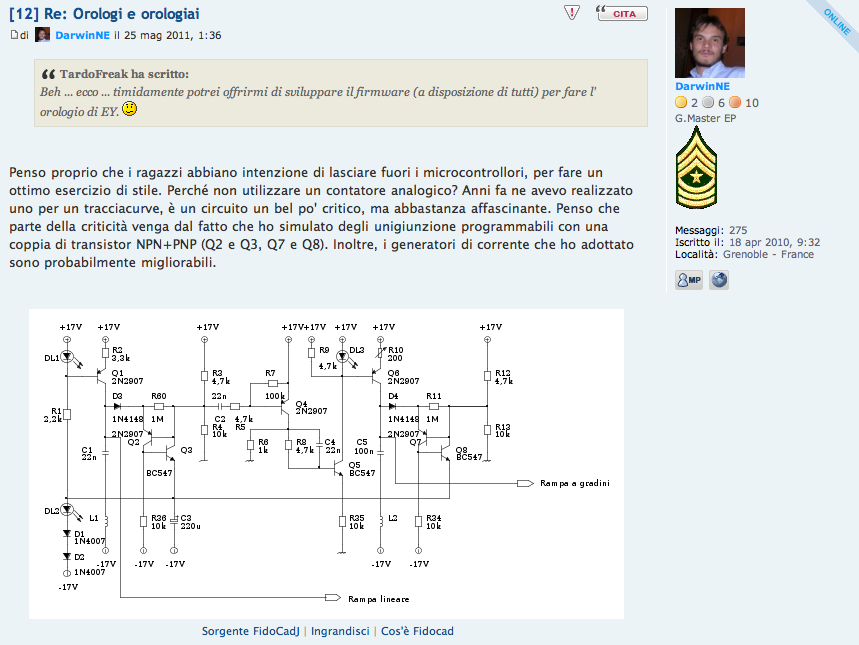 [12] Re: Orologi e orologiai
CITA
di DarwinNE il 25 mag 2011, 1:36
TardoFreak ha scritto:
Beh ... ecco ... timidamente potrei offrirmi di sviluppare il firmware (a disposizione di tutti) per fare l'
orologio di EY.
Penso proprio che i ragazzi abbiano intenzione di lasciare fuori i microcontrollori, per fare un
ottimo esercizio di stile. Perché non utilizzare un contatore analogico? Anni fa ne avevo realizzato
uno per un tracciacurve, è un circuito un bel po' critico, ma abbastanza affascinante. Penso che
parte della criticità venga dal fatto che ho simulato degli unigiunzione programmabili con una
coppia di transistor NPN+PNP (Q2 e Q3, Q7 e Q8). Inoltre, i generatori di corrente che ho adottato
sono probabilmente migliorabili.
+17V +17V +17V +17V +17V +17V +17V +17V
DL1
R2
3,3k
R9
4,7k
DL3
R10
200
Q1
2N2907
R3
4,7k
R7
100k
Q6
2N2907
R12
4,7k
D3
1N4148
R60
1M
22n
C2
4,7k
R5
Q4
2N2907
D4
1N4148
R11
1M
R1
2,2k
2N2907
Q2
R4
10k
2N2907
Q7
R13
10k
C1
22n
Q3
BC547
R6
1k
R8
4,7k
C4
22n
C5
100n
Q8
BC547
Q5
BC547
Rampa a gradini
DL2
L1
R36
10k
C3
220u
R35
10k
L2
R34
10k
D1
1N4007
D2
1N4007
-17V -17V -17V -17V -17V
-17V
Rampa lineare
Sorgente FidoCadJ | Ingrandisci | Cos'è Fidocad
ONLINE
DarwinNE
2 6 10
G.Master EP
Messaggi: 275
Iscritto il: 18 apr 2010, 9:32
Località: Grenoble - France
MP